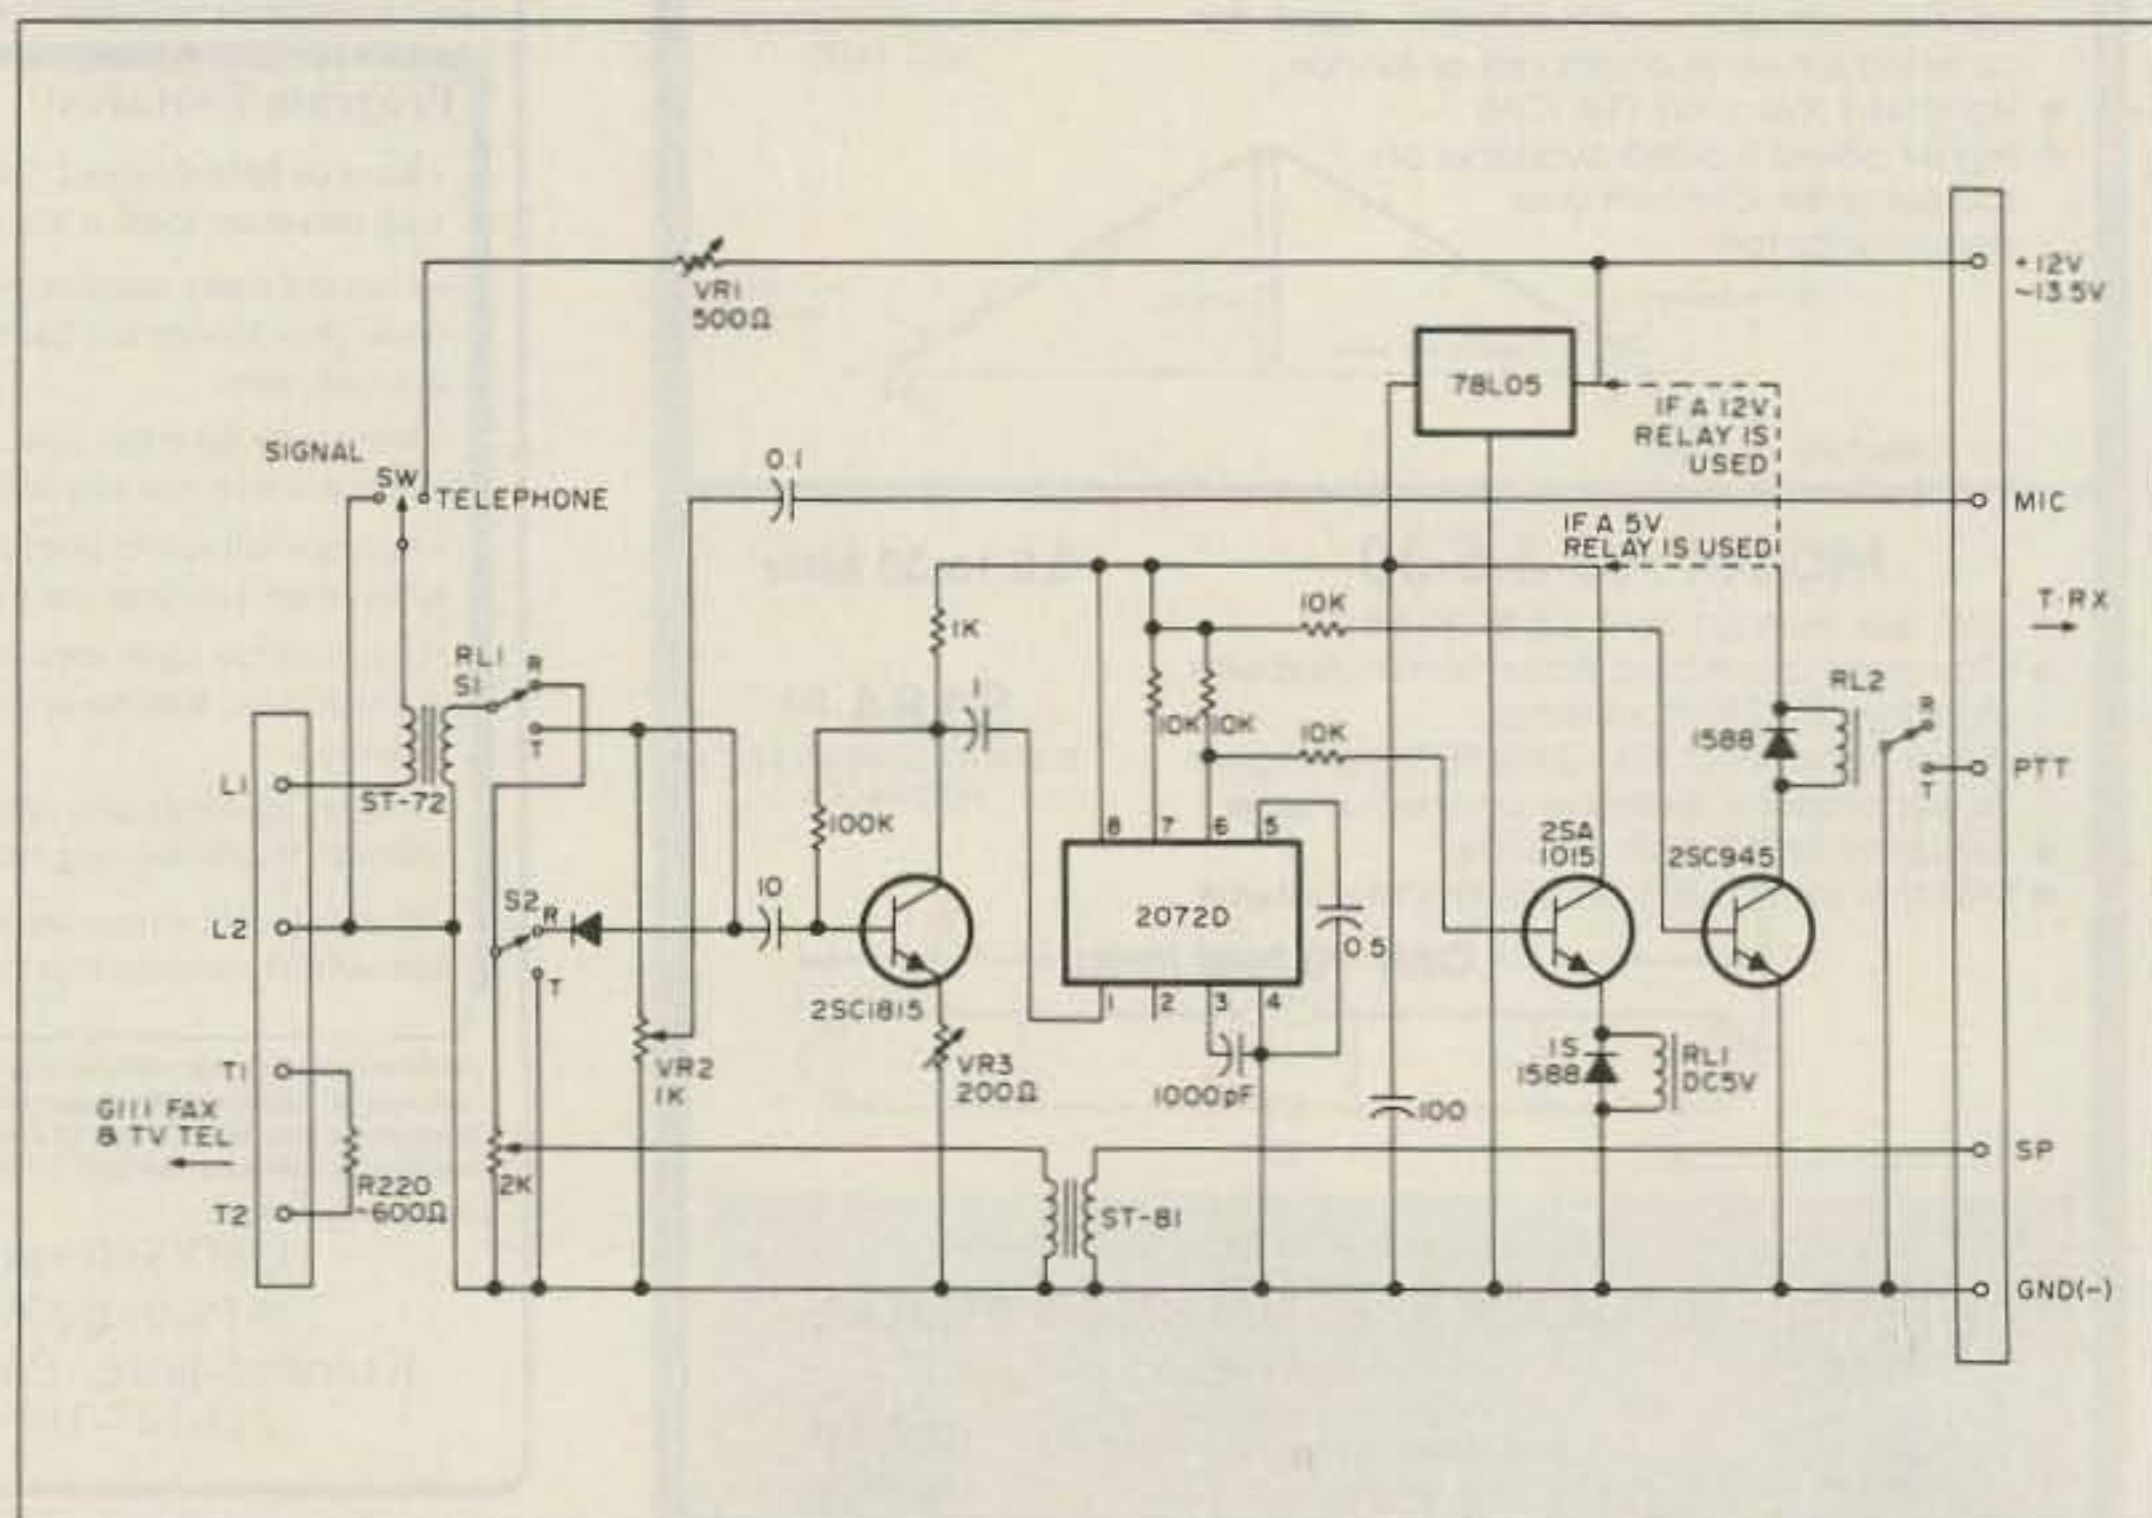 +12V
~13.5V
VR1
500Ω
78L05
IF A 12V
RELAY IS
USED
SIGNAL
SW
TELEPHONE
0.1
MIC
IF A 5V
RELAY IS USED
T·RX
10K
1K
RL1
S1
R
T
1
10K
10K
10K
RL2
R
T
1588
PTT
L1
ST-72
100K
8
7
6
5
2SA
1015
2SC945
L2
S2
R
T
10
2072D
0.5
2SC1815
1
2
3
4
T1
VR2
1K
VR3
200Ω
1000pF
1S
1588
RL1
DC5V
100
G111 FAX
& TV TEL
SP
R220
~600Ω
2K
T2
ST-81
GND(-)